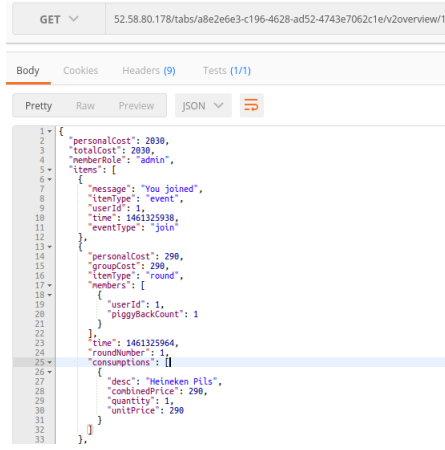 GET 52.58.80.178/tabs/a8e2e6e3-c196-4628-ad52-4743e7062c1e/v2overview/1
Body Cookies Headers (9) Tests (1/1)
Pretty Raw Preview JSON
1 {
2 "personalCost": 2030,
3 "totalCost": 2030,
4 "memberRole": "admin",
5 "items": [
6 {
7 "message": "You joined",
8 "itemType": "event",
9 "userId": 1,
10 "time": 1461325938,
11 "eventType": "join"
12 },
13 {
14 "personalCost": 290,
15 "groupCost": 290,
16 "itemType": "round",
17 "members": [
18 {
19 "userId": 1,
20 "piggyBackCount": 1
21 }
22 ],
23 "time": 1461325964,
24 "roundNumber": 1,
25 "consumptions": [
26 {
27 "desc": "Heineken Pils",
28 "combinedPrice": 290,
29 "quantity": 1,
30 "unitPrice": 290
31 }
32 ]
33 },